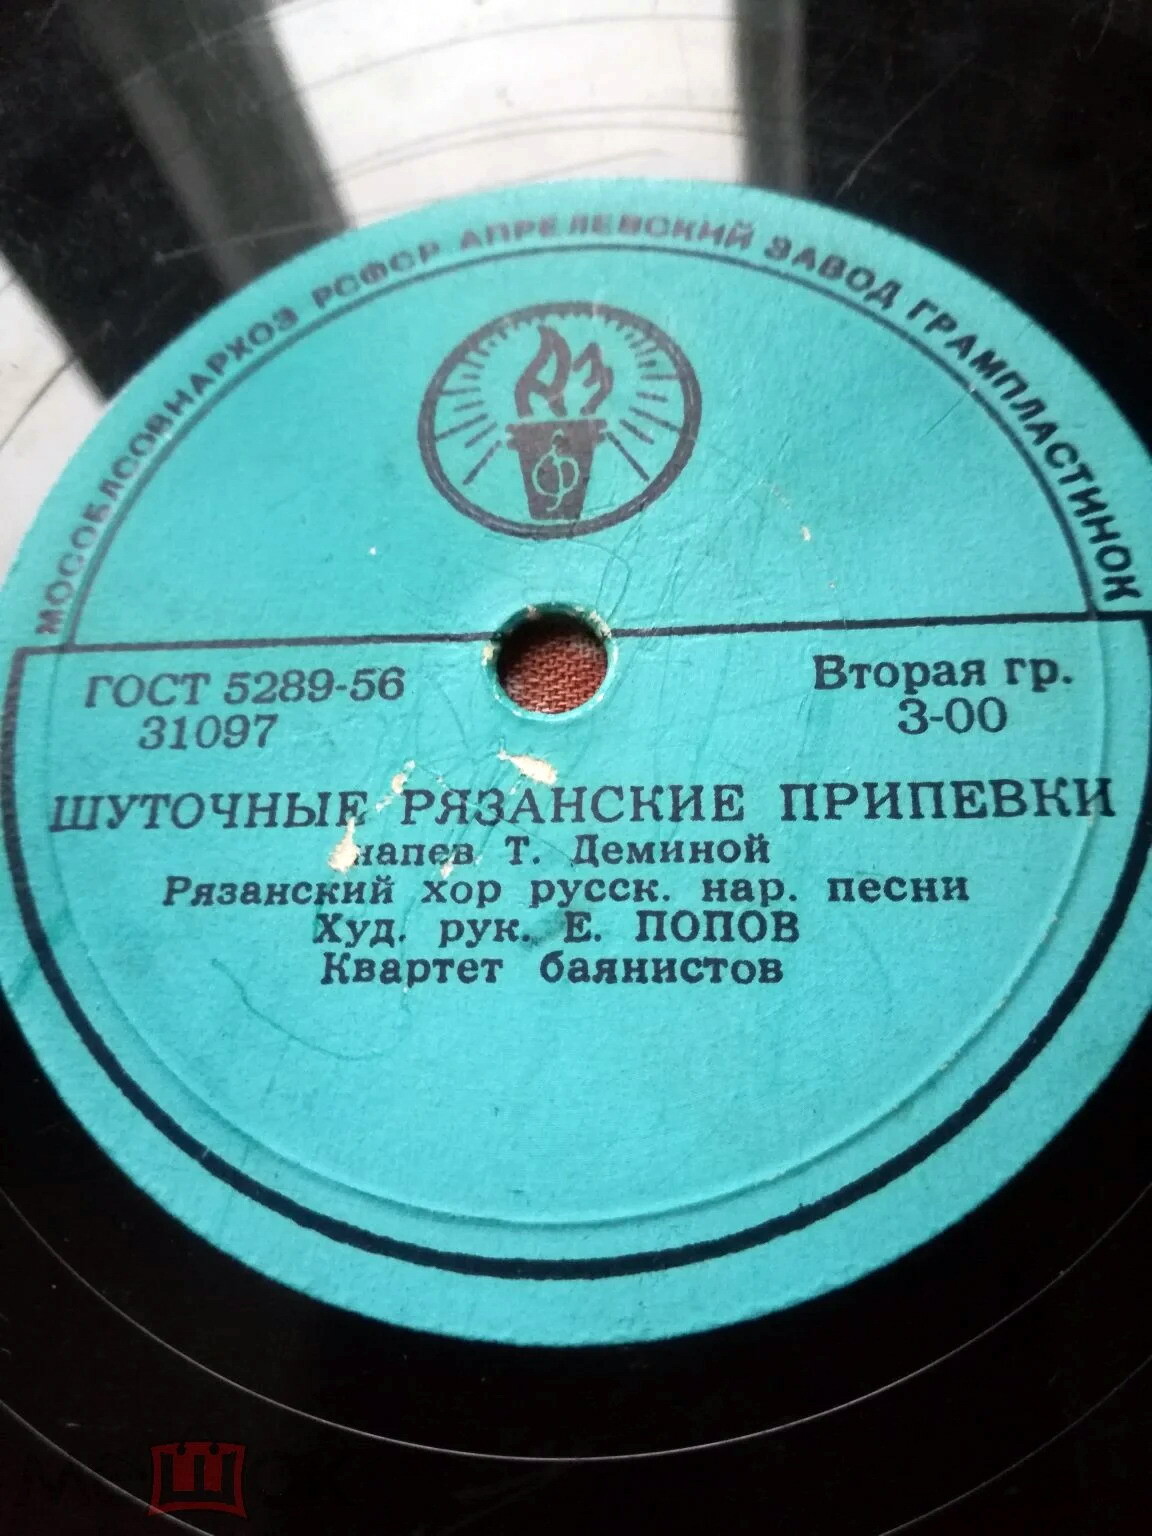 МОСОБЛСОВНАРХОЗ РСФСР АПРЕЛЕВСКИЙ ЗАВОД ГРАМПЛАСТИНОК
АЗ
ГОСТ 5289-56
31097
Вторая гр.
3-00
ШУТОЧНЫЕ РЯЗАНСКИЕ ПРИПЕВКИ
напев Т. Деминой
Рязанский хор русск. нар. песни
Худ. рук. Е. ПОПОВ
Квартет баянистов